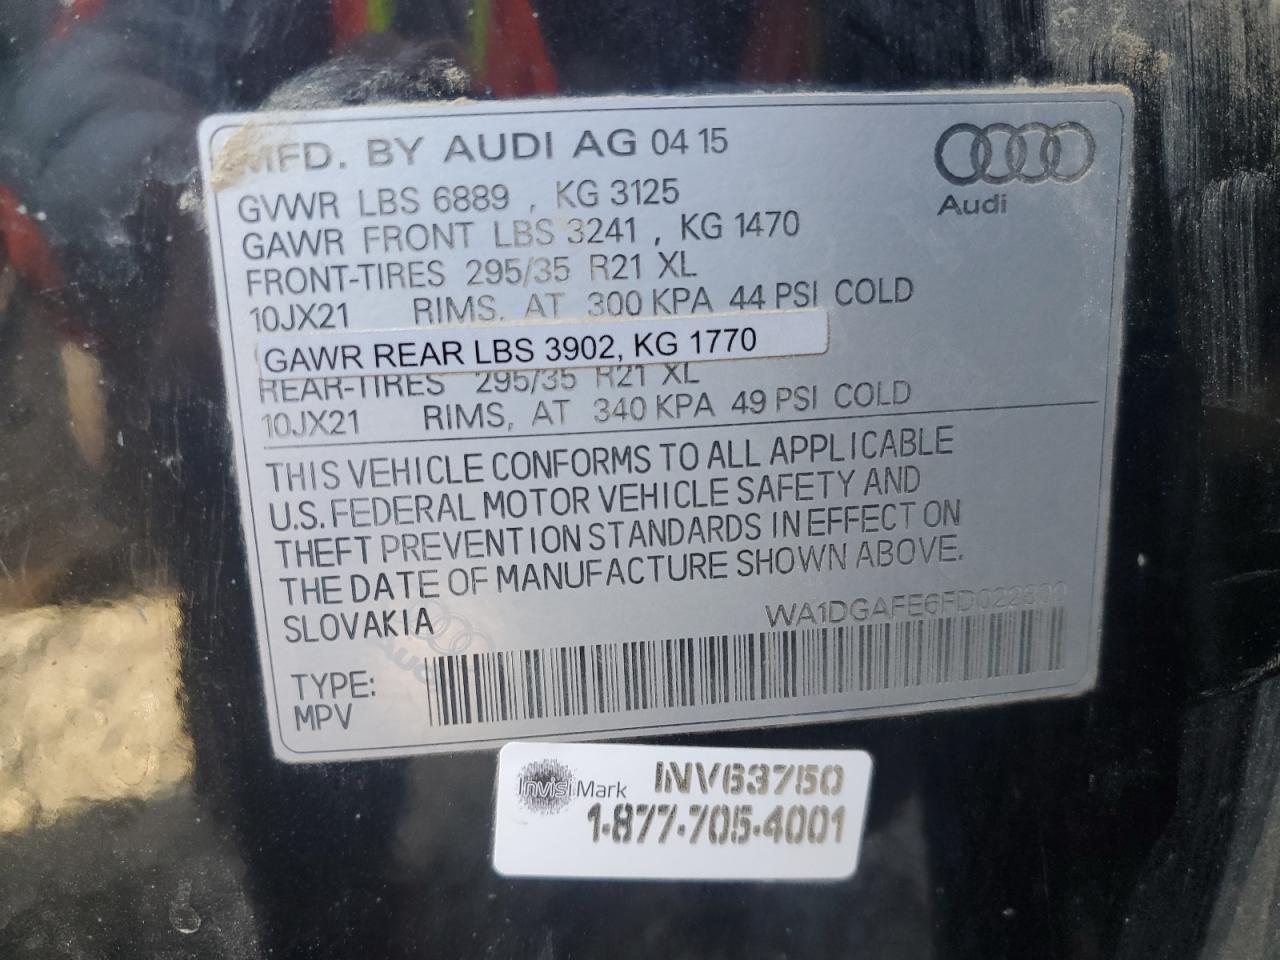 MFD. BY AUDI AG 04 15
Audi
GVWR LBS 6889 , KG 3125
GAWR FRONT LBS 3241 , KG 1470
FRONT-TIRES 295/35 R21 XL
10JX21 RIMS, AT 300 KPA 44 PSI COLD
GAWR REAR LBS 3902, KG 1770
REAR-TIRES 295/35 R21 XL
10JX21 RIMS, AT 340 KPA 49 PSI COLD
THIS VEHICLE CONFORMS TO ALL APPLICABLE
U.S. FEDERAL MOTOR VEHICLE SAFETY AND
THEFT PREVENTION STANDARDS IN EFFECT ON
THE DATE OF MANUFACTURE SHOWN ABOVE.
SLOVAKIA
TYPE:
MPV
InvisiMark INV63750
1-877-705-4001